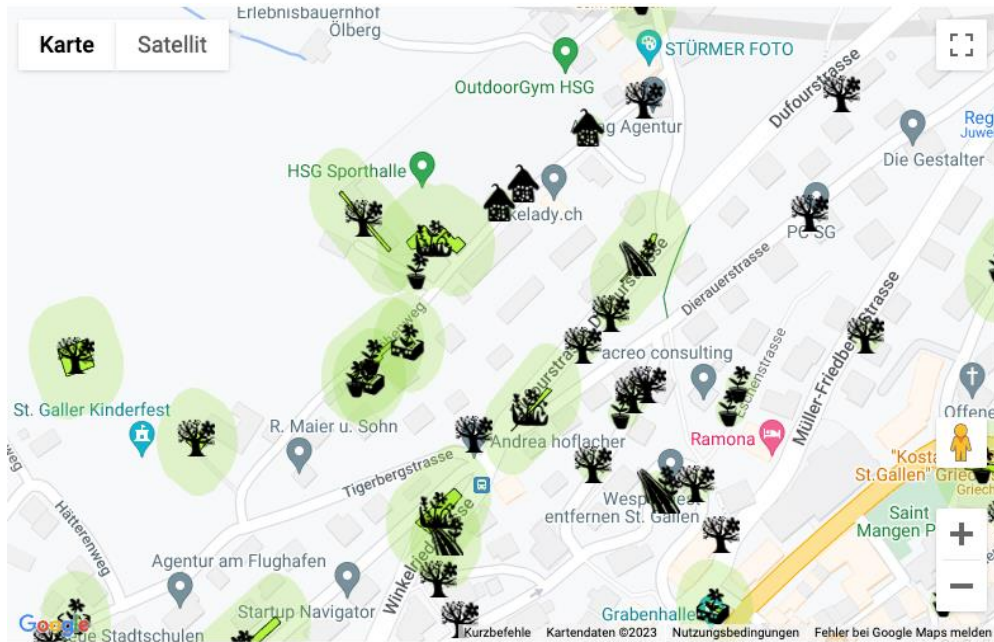 Erlebnisbauernhof
Ölberg
Karte
Satellit
STÜRMER FOTO
OutdoorGym HSG
Dufourstrasse
Agentur
Reg
Juwe
Die Gestalter
HSG Sporthalle
kelady.ch
PC SG
Dierauerstrasse
Müller-Friedberg-Strasse
acreo consulting
St. Galler Kinderfest
R. Maier u. Sohn
Andrea hoflacher
Ramona
Offene
"Kosta
St.Gallen" Griec
Griech
Tigerbergstrasse
entfernen St. Gallen
Saint
Mangen P
Hätterenweg
Agentur am Flughafen
Winkelried
Startup Navigator
Grabenhalle
Google
Stadtschulen
Kurzbefehle
Kartendaten ©2023
Nutzungsbedingungen
Fehler bei Google Maps melden